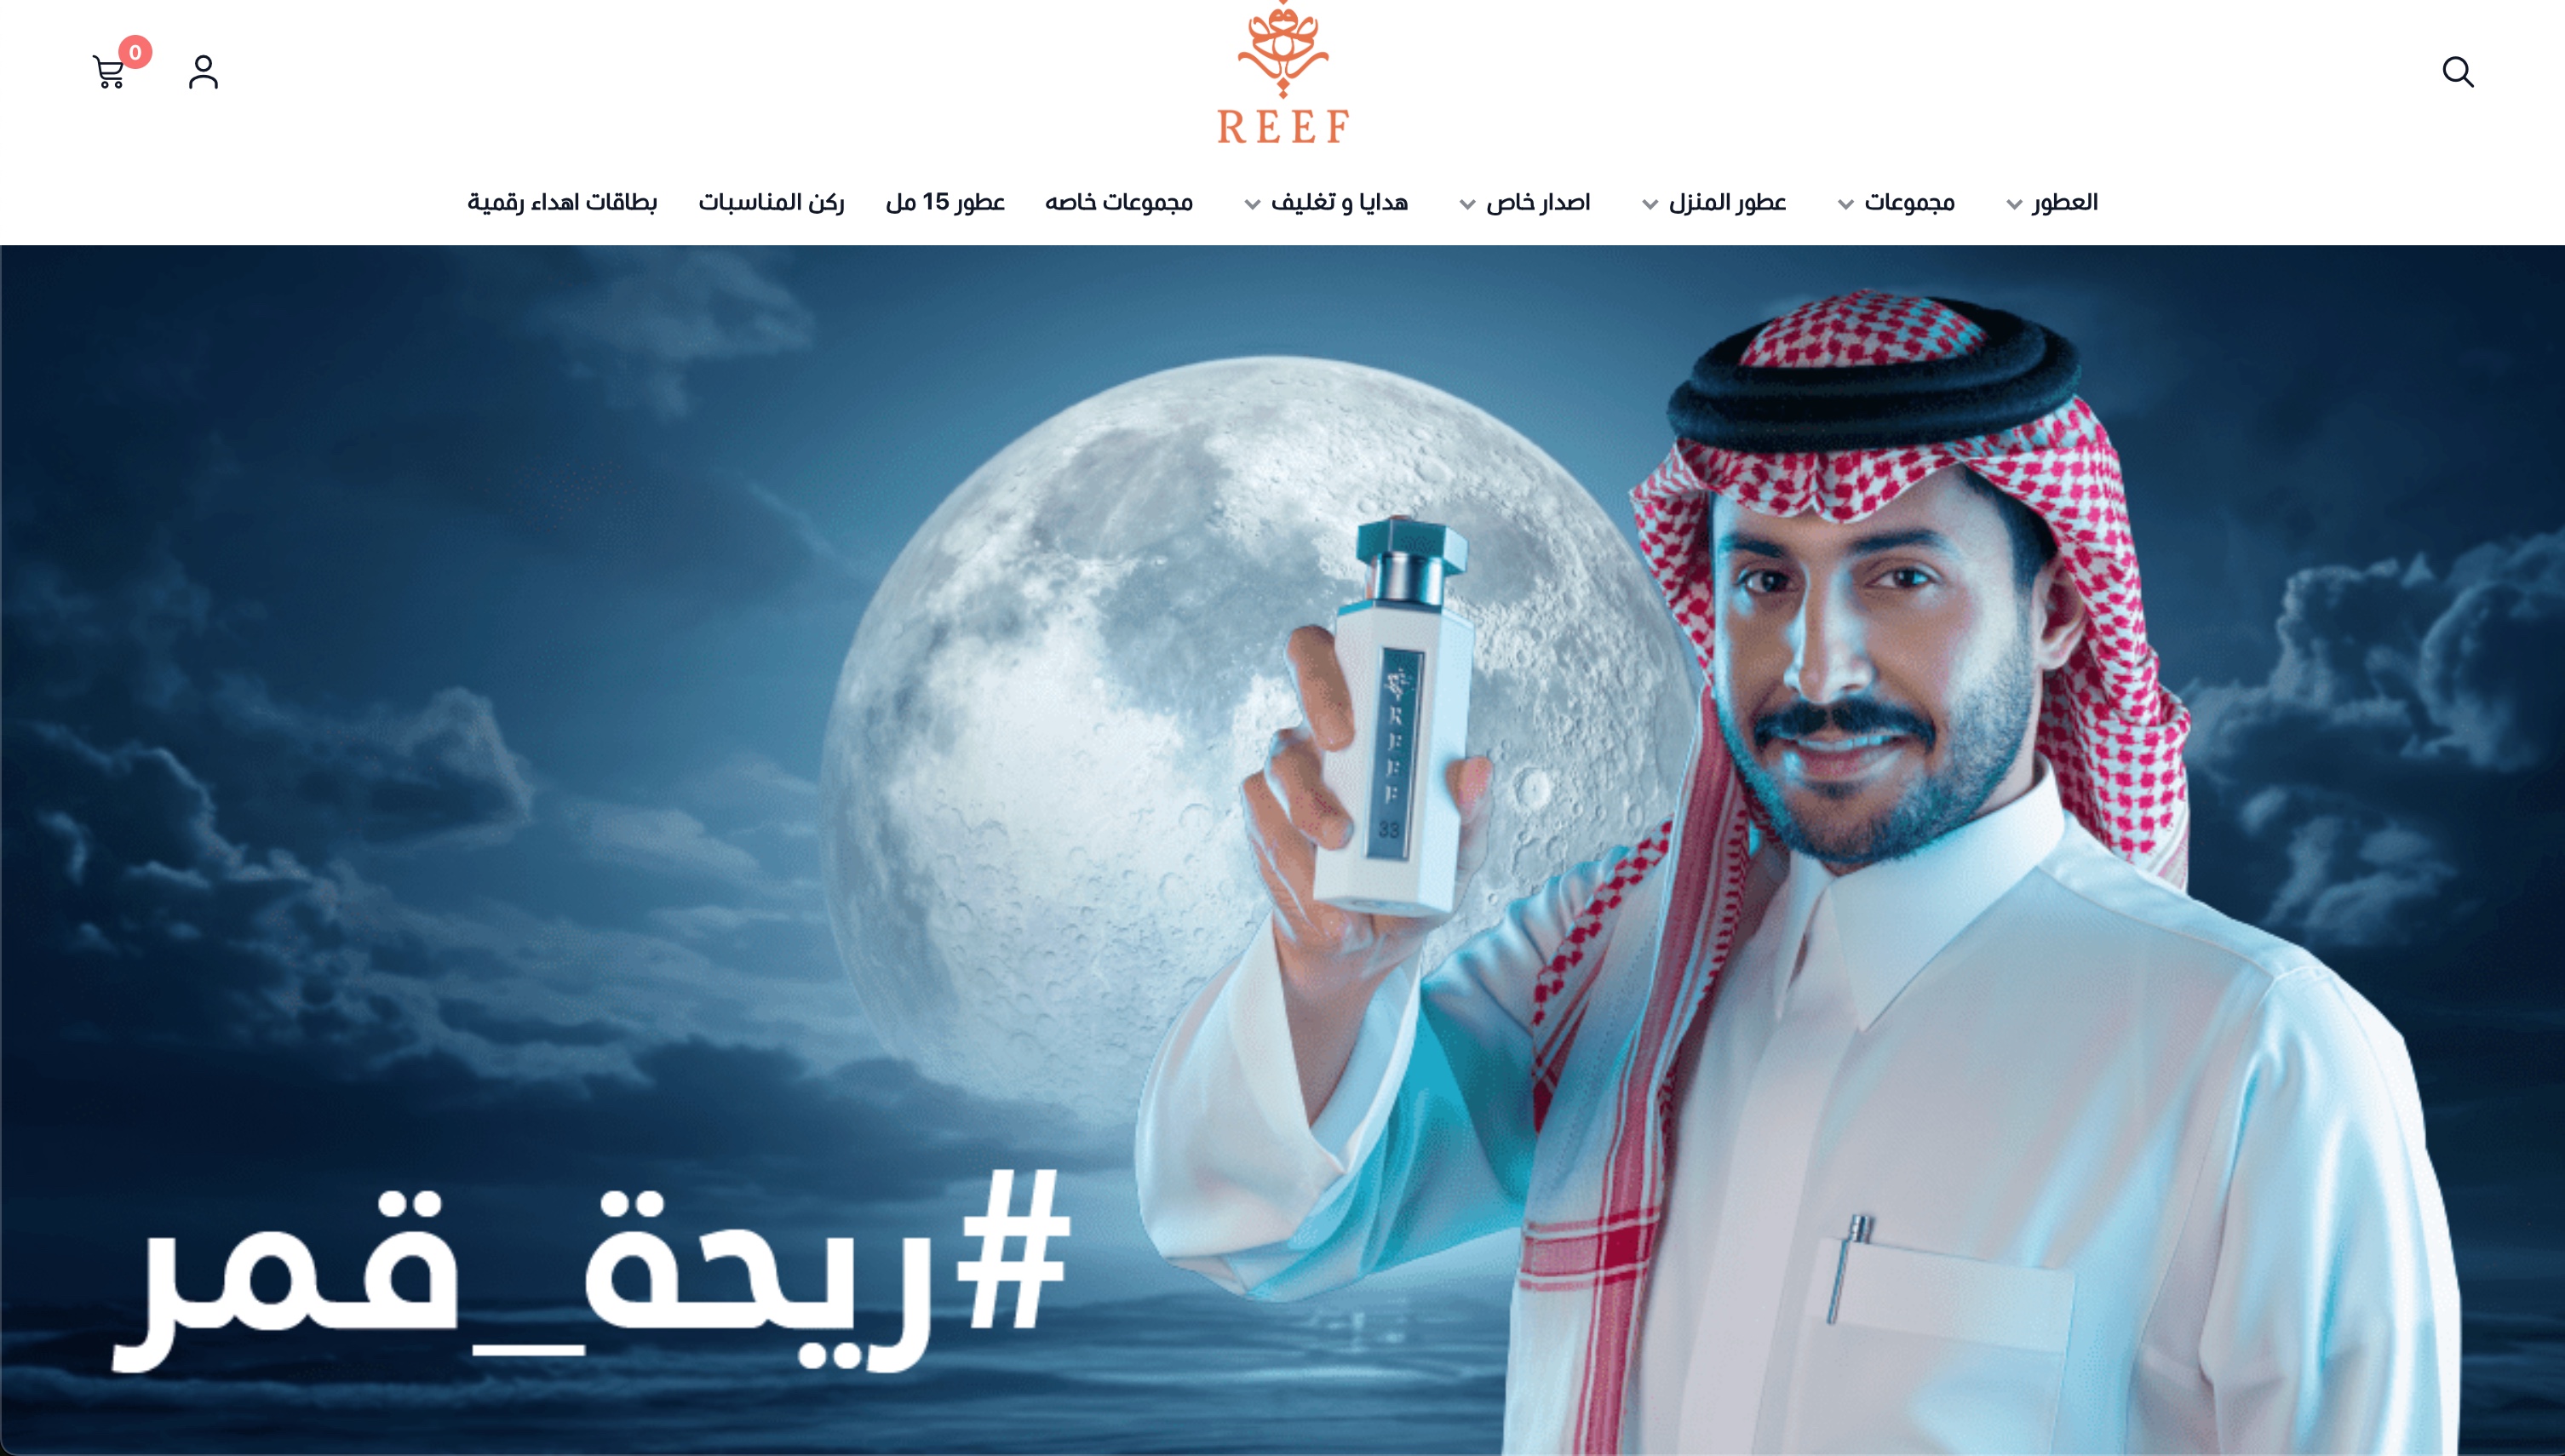 0
REEF
العطور
مجموعات
عطور المنزل
اصدار خاص
هدايا و تغليف
مجموعات خاصه
عطور 15 مل
ركن المناسبات
بطاقات اهداء رقمية
REEF
33
#ريحة_قمر